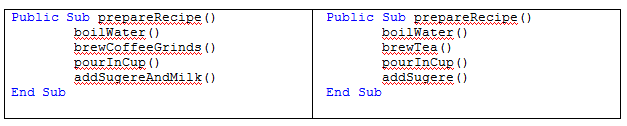 Public Sub prepareRecipe()
boilWater()
brewCoffeeGrinds()
pourInCup()
addSugereAndMilk()
End Sub
Public Sub prepareRecipe()
boilWater()
brewTea()
pourInCup()
addSugere()
End Sub